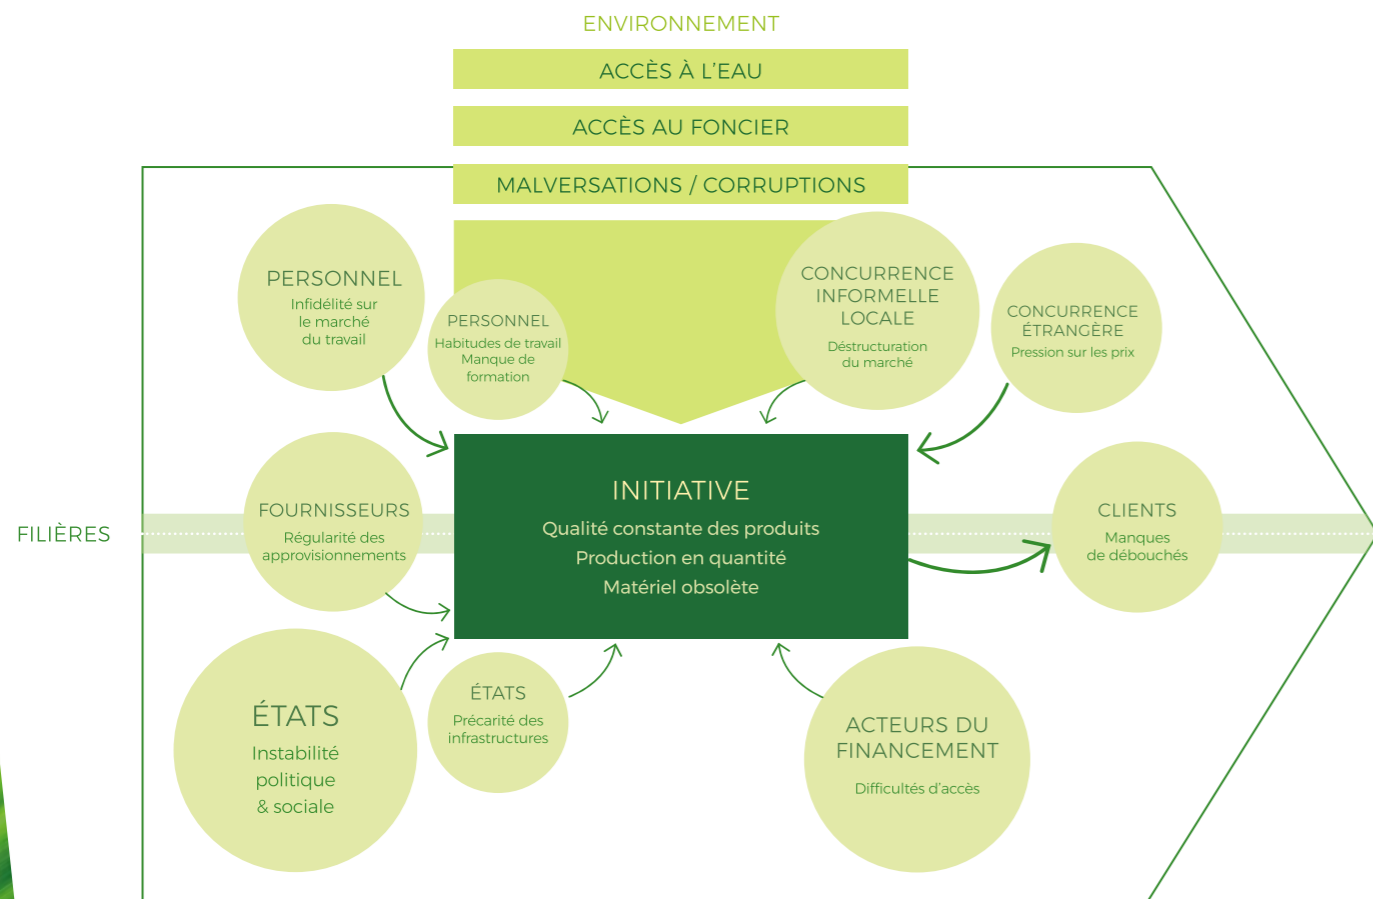 ENVIRONNEMENT
ACCÈS À L'EAU
ACCÈS AU FONCIER
MALVERSATIONS / CORRUPTIONS
PERSONNEL
Infidélité sur
le marché
du travail
PERSONNEL
Habitudes de travail
Manque de
formation
CONCURRENCE
INFORMELLE
LOCALE
Déstructuration
du marché
CONCURRENCE
ÉTRANGÈRE
Pression sur les prix
FILIÈRES
FOURNISSEURS
Régularité des
approvisionnements
INITIATIVE
Qualité constante des produits
Production en quantité
Matériel obsolète
CLIENTS
Manques
de débouchés
ÉTATS
Instabilité
politique
& sociale
ÉTATS
Précarité des
infrastructures
ACTEURS DU
FINANCEMENT
Difficultés d'accès